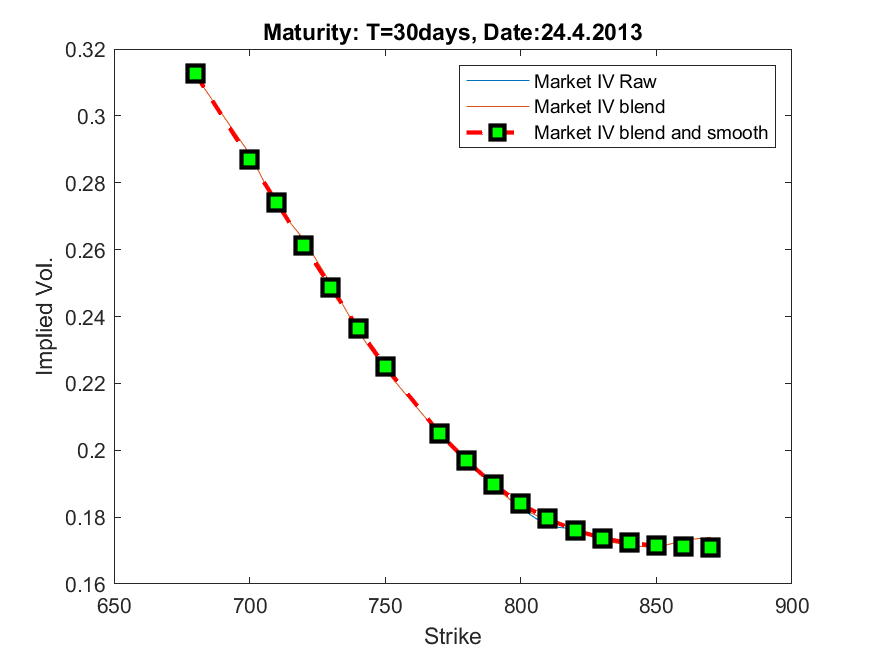 Maturity: T=30days, Date:24.4.2013
0.32
0.3
0.28
0.26
0.24
0.22
0.2
0.18
0.16
Implied Vol.
Market IV Raw
Market IV blend
Market IV blend and smooth
650 700 750 800 850 900
Strike